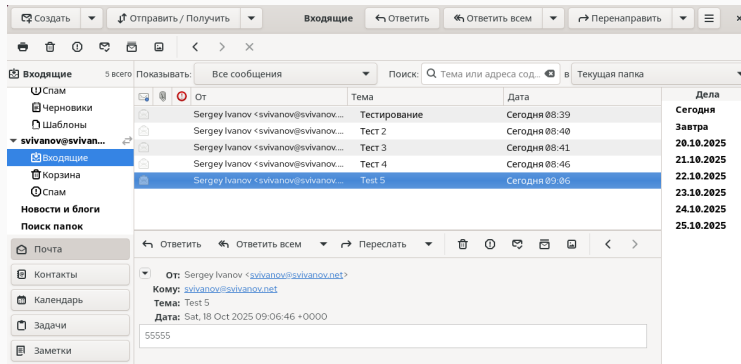 Создать
Отправить / Получить
Входящие
Ответить
Ответить всем
Перенаправить
Входящие
5 всего
Показывать:
Все сообщения
Поиск:
Тема или адреса сод...
в
Текущая папка
Спам
Черновики
Шаблоны
svivanov@svivan...
Входящие
Корзина
Спам
Новости и блоги
Поиск папок
Почта
Контакты
Календарь
Задачи
Заметки
От Тема Дата
Sergey Ivanov <svivanov@svivanov.... Тестирование Сегодня 08:39
Sergey Ivanov <svivanov@svivanov.... Тест 2 Сегодня 08:40
Sergey Ivanov <svivanov@svivanov.... Тест 3 Сегодня 08:41
Sergey Ivanov <svivanov@svivanov.... Тест 4 Сегодня 08:46
Sergey Ivanov <svivanov@svivanov.... Test 5 Сегодня 09:06
Ответить
Ответить всем
Переслать
От: Sergey Ivanov <svivanov@svivanov.net>
Кому: svivanov@svivanov.net
Тема: Test 5
Дата: Sat, 18 Oct 2025 09:06:46 +0000
55555
Дела
Сегодня
Завтра
20.10.2025
21.10.2025
22.10.2025
23.10.2025
24.10.2025
25.10.2025